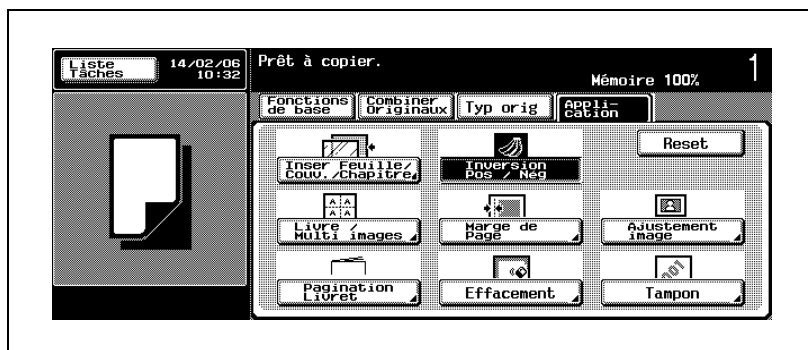 Liste
Tâches
14/02/06
10:32
Prêt à copier.
Mémoire 100%
1
Fonctions
de base
Combiner
Originaux
Typ orig
Appli-
cation
Inser Feuille/
Couv./Chapitre
Inversion
Pos / Nég
Reset
Livre /
Multi images
Marge de
Page
Ajustement
image
Pagination
Livret
Effacement
Tampon